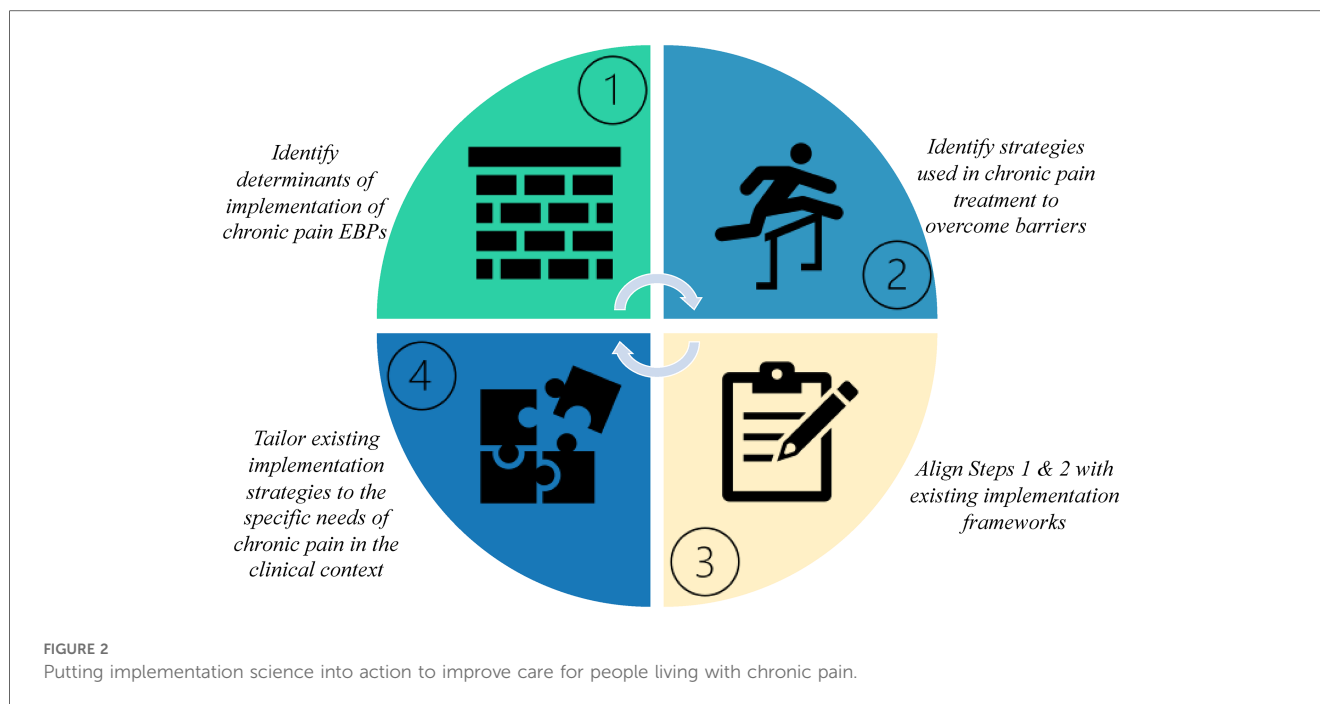 1
Identify
determinants of
implementation of
chronic pain EBPs
2
Identify strategies
used in chronic pain
treatment to
overcome barriers
3
Align Steps 1 & 2 with
existing implementation
frameworks
4
Tailor existing
implementation
strategies to the
specific needs of
chronic pain in the
clinical context
FIGURE 2
Putting implementation science into action to improve care for people living with chronic pain.